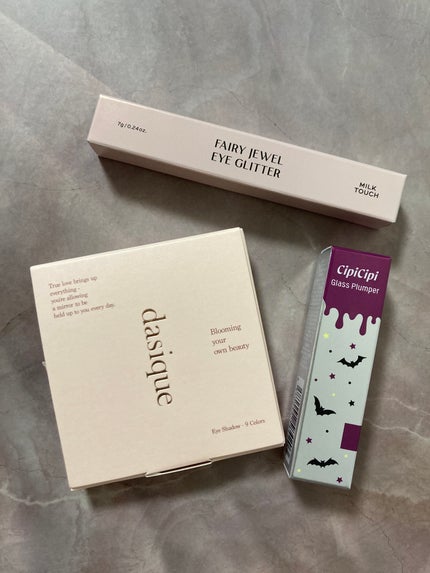 7g / 0.24oz.
FAIRY JEWEL
EYE GLITTER
MILK
TOUCH
True love brings up
everything -
you're allowing
a mirror to be
held up to you every day.
dasique
Blooming
your
own beauty
Eye Shadow - 9 Colors
CipiCipi
Glass Plumper